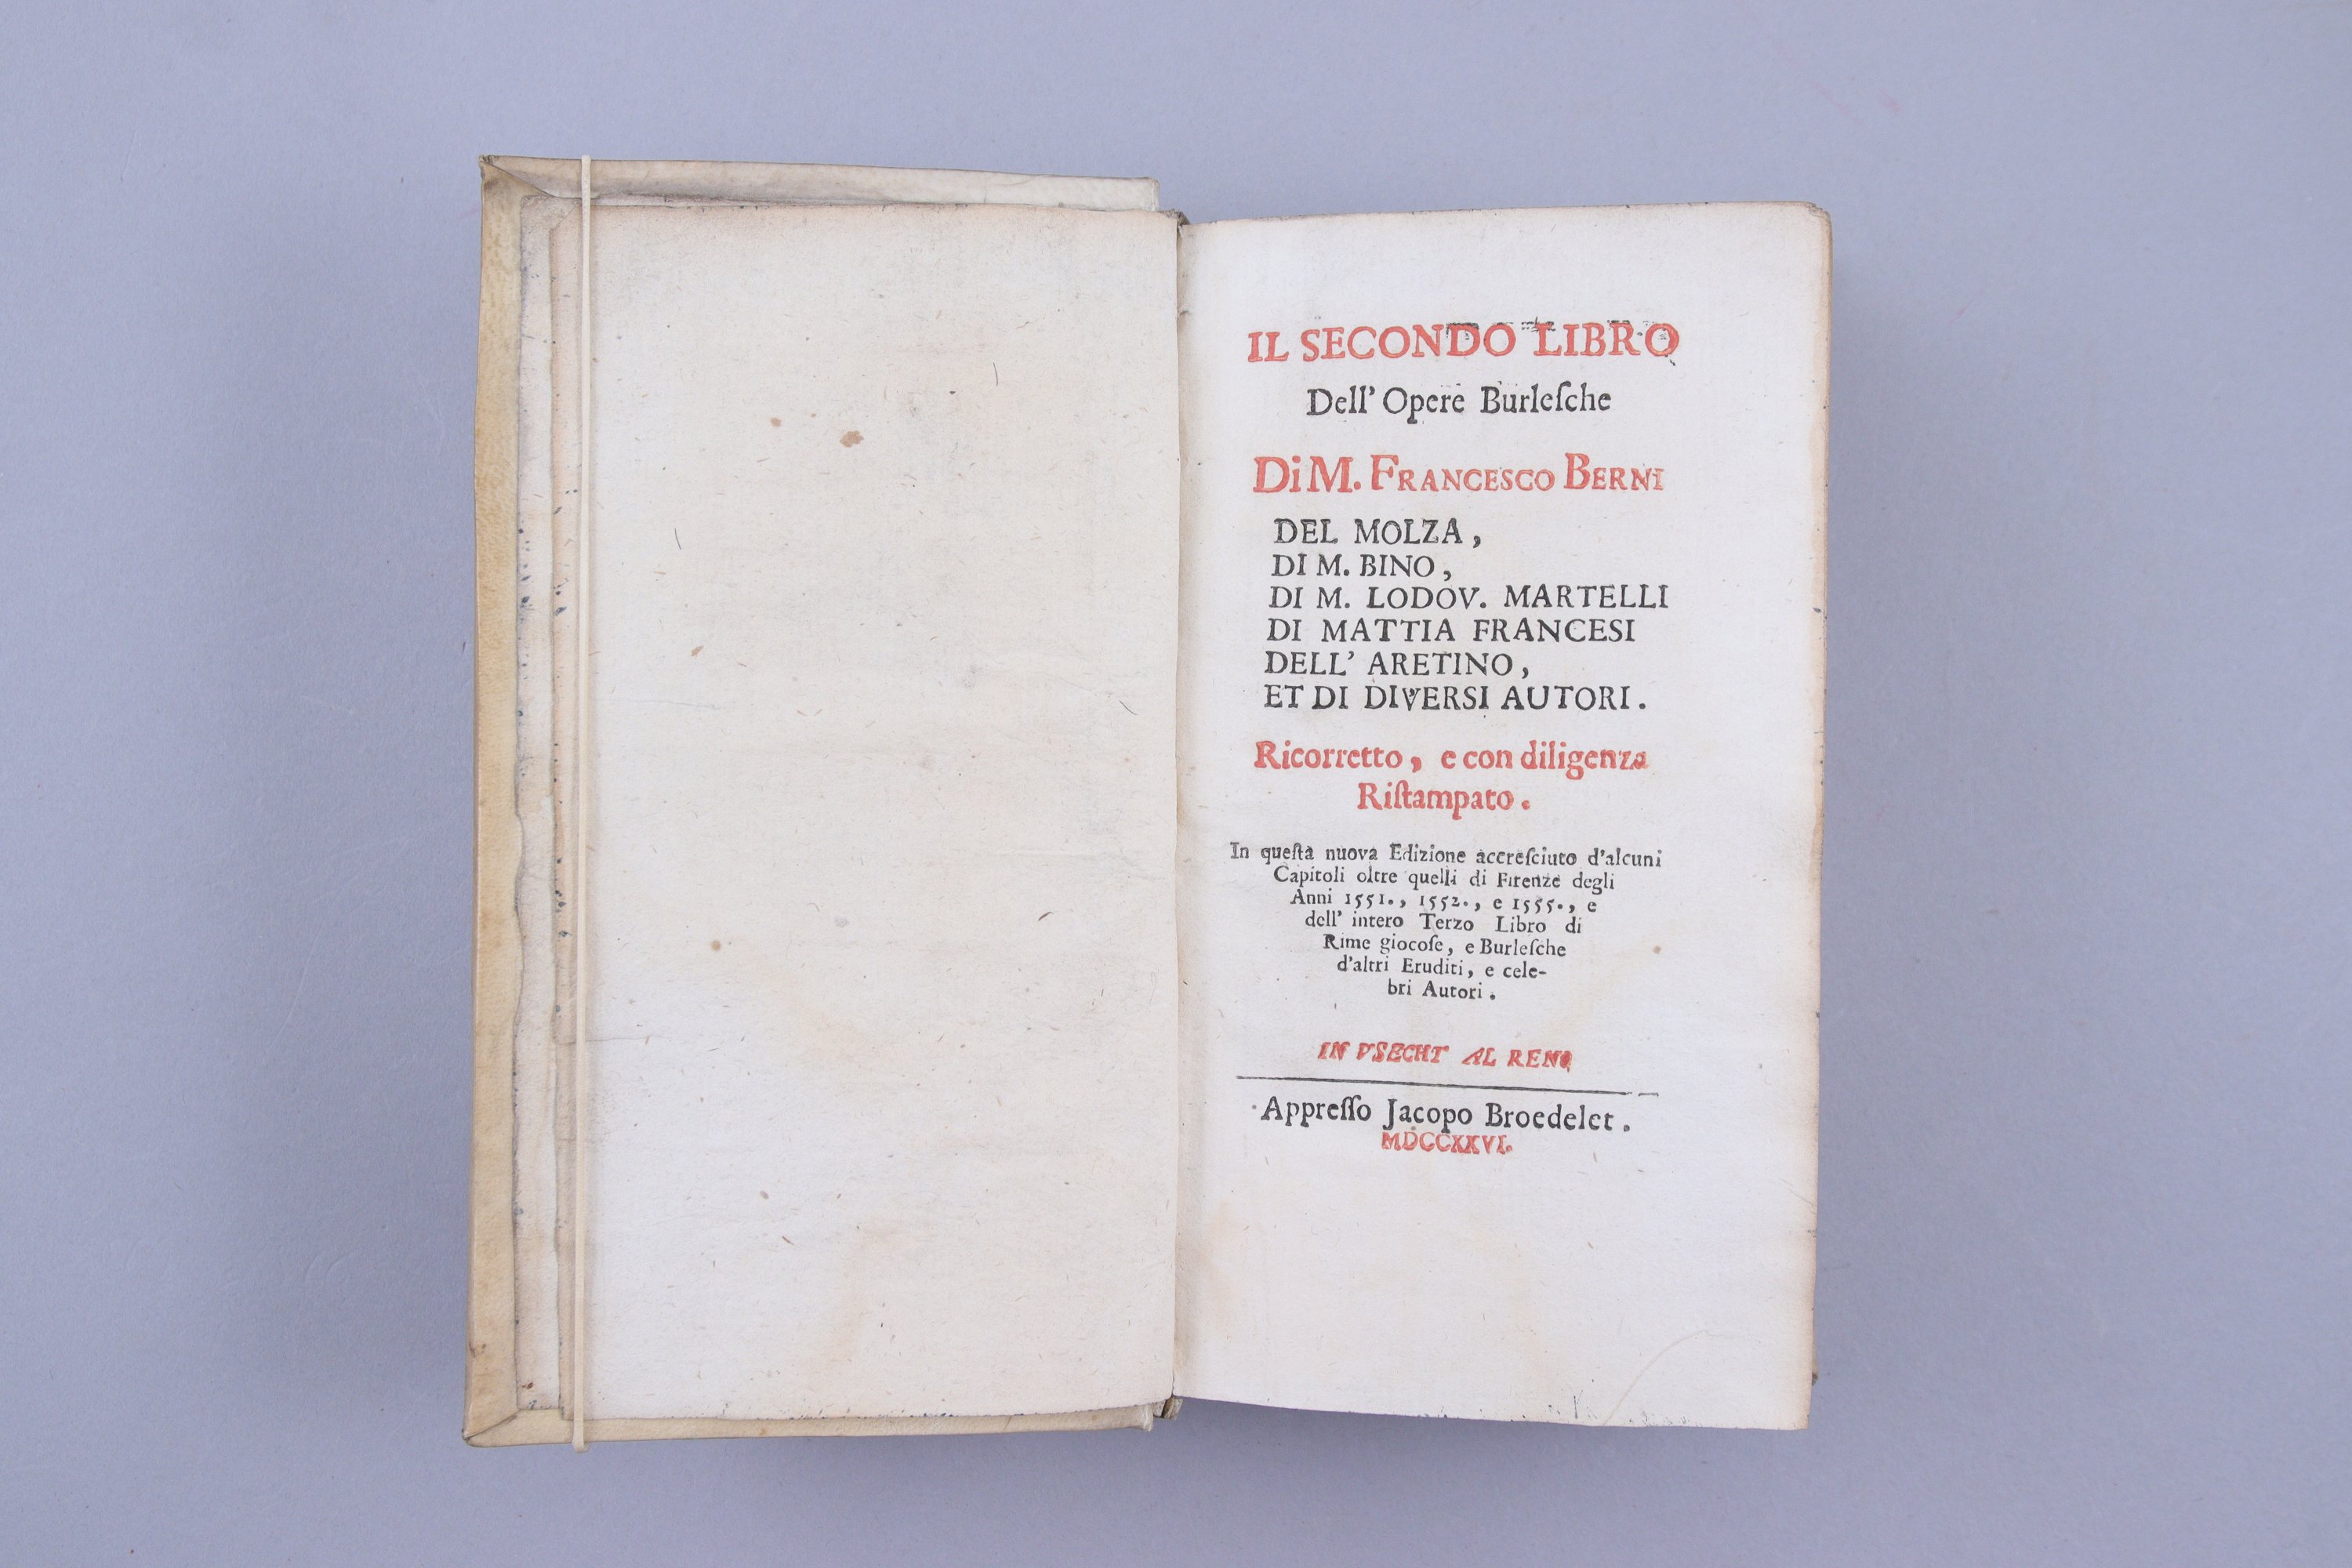 IL SECONDO LIBRO
Dell' Opere Burleſche
Di M. FRANCESCO BERNI
DEL MOLZA,
DI M. BINO,
DI M. LODOV. MARTELLI
DI MATTIA FRANCESI
DELL' ARETINO,
ET DI DIVERSI AUTORI.
Ricorretto, e con diligenza
Riſtampato.
In queſta nuova Edizione accreſciuto d'alcuni
Capitoli oltre quelli di Firenze degli
Anni 1551., 1552., e 1555., e
dell' intero Terzo Libro di
Rime giocoſe, e Burleſche
d'altri Eruditi, e cele-
bri Autori.
IN VSECHT AL RENO
Appreſſo Jacopo Broedelet.
MDCCXXVI.